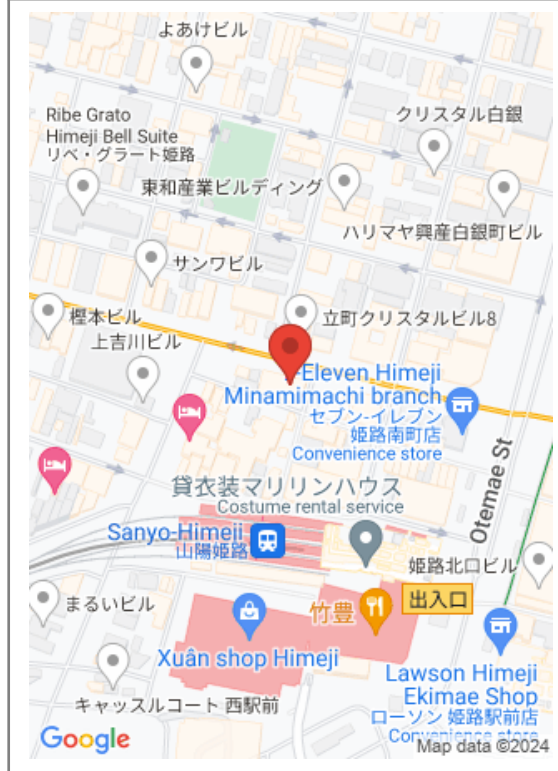 よあけビル
Ribe Grato
Himeji Bell Suite
リベ・グラート姫路
クリスタル白銀
東和産業ビルディング
ハリマヤ興産白銀町ビル
サンワビル
樫本ビル
立町クリスタルビル8
上吉川ビル
-Eleven Himeji
Minamimachi branch
セブン-イレブン
姫路南町店
Convenience store
Otemae St
貸衣装マリリンハウス
Costume rental service
Sanyo-Himeji
山陽姫路
姫路北口ビル
まるいビル
竹豊
出入口
Xuân shop Himeji
Lawson Himeji
Ekimae Shop
ローソン 姫路駅前店
Convenience store
キャッスルコート 西駅前
Google
Map data ©2024